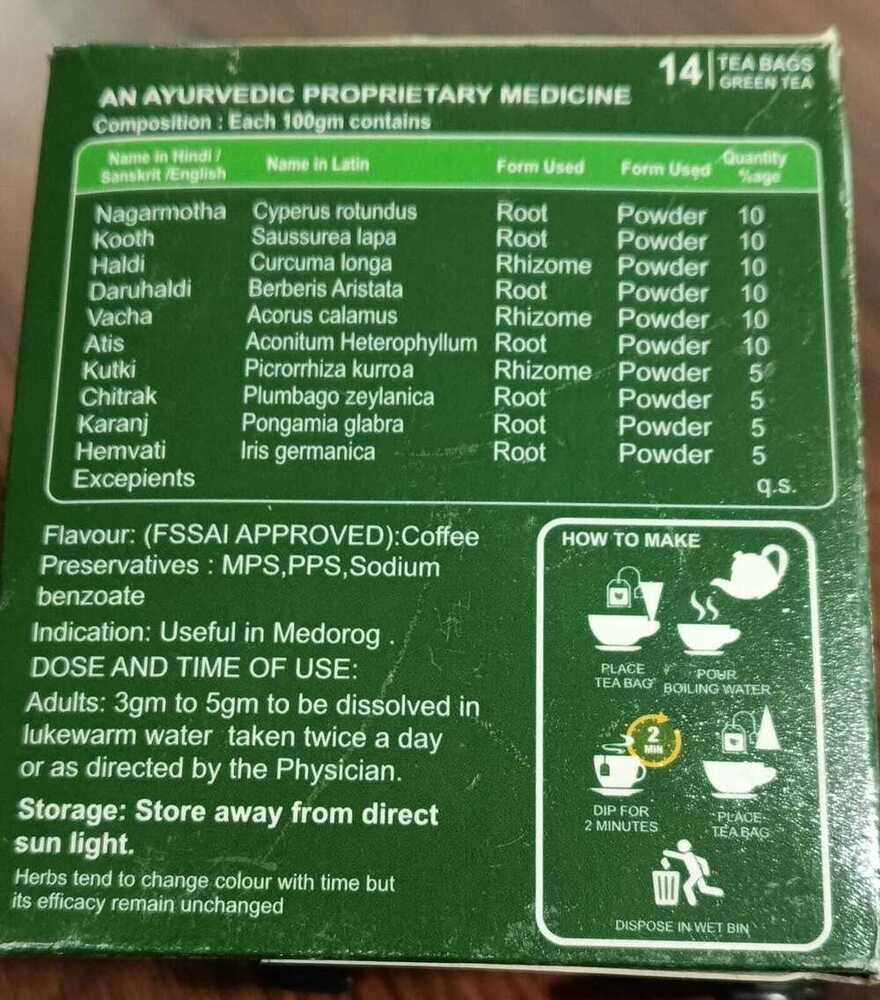 14 TEA BAGS
GREEN TEA
AN AYURVEDIC PROPRIETARY MEDICINE
Composition : Each 100gm contains
Name in Hindi / Sanskrit /English Name in Latin Form Used Form Used Quantity %age
Nagarmotha Cyperus rotundus Root Powder 10
Kooth Saussurea lapa Root Powder 10
Haldi Curcuma longa Rhizome Powder 10
Daruhaldi Berberis Aristata Root Powder 10
Vacha Acorus calamus Rhizome Powder 10
Atis Aconitum Heterophyllum Root Powder 10
Kutki Picrorrhiza kurroa Rhizome Powder 5
Chitrak Plumbago zeylanica Root Powder 5
Karanj Pongamia glabra Root Powder 5
Hemvati Iris germanica Root Powder 5
Excepients q.s.
Flavour: (FSSAI APPROVED):Coffee
Preservatives : MPS,PPS,Sodium
benzoate
Indication: Useful in Medorog .
DOSE AND TIME OF USE:
Adults: 3gm to 5gm to be dissolved in
lukewarm water taken twice a day
or as directed by the Physician.
Storage: Store away from direct
sun light.
Herbs tend to change colour with time but
its efficacy remain unchanged
HOW TO MAKE
PLACE
TEA BAG
POUR
BOILING WATER
2
MIN
DIP FOR
2 MINUTES
PLACE
TEA BAG
DISPOSE IN WET BIN